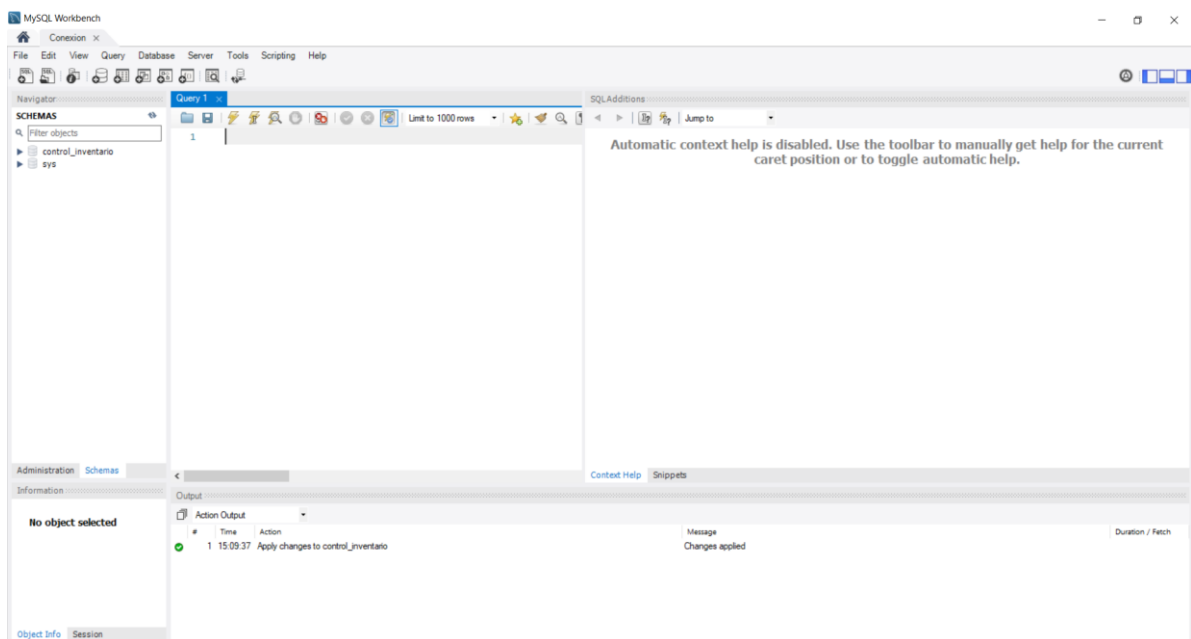 MySQL Workbench
Conexion
File Edit View Query Database Server Tools Scripting Help
Navigator
SCHEMAS
Filter objects
control_inventario
sys
Administration Schemas
Information
No object selected
Object Info Session
Query 1
Limit to 1000 rows
1
SQLAdditions
Jump to
Automatic context help is disabled. Use the toolbar to manually get help for the current
caret position or to toggle automatic help.
Context Help Snippets
Output
Action Output
# Time Action Message Duration / Fetch
1 15:09:37 Apply changes to control_inventario Changes applied